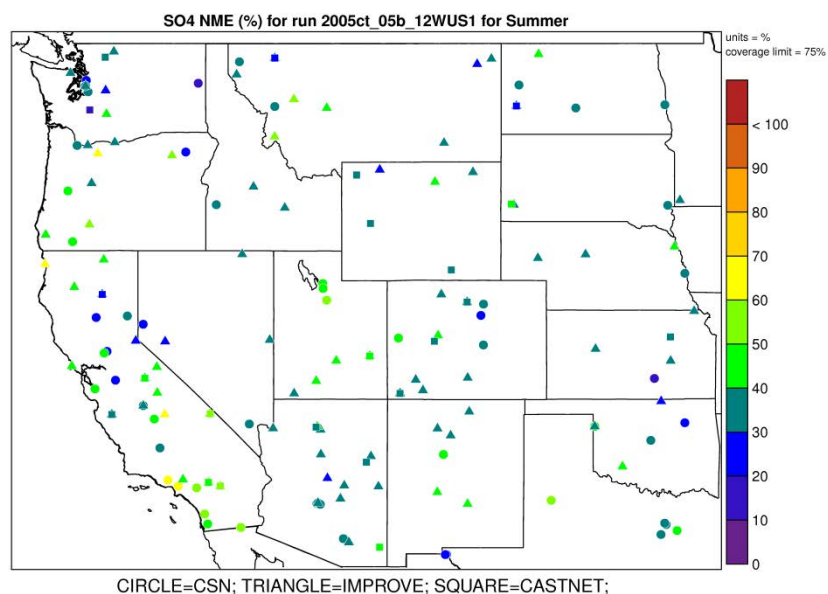 SO4 NME (%) for run 2005ct_05b_12WUS1 for Summer
units = %
coverage limit = 75%
< 100
90
80
70
60
50
40
30
20
10
0
CIRCLE=CSN; TRIANGLE=IMPROVE; SQUARE=CASTNET;